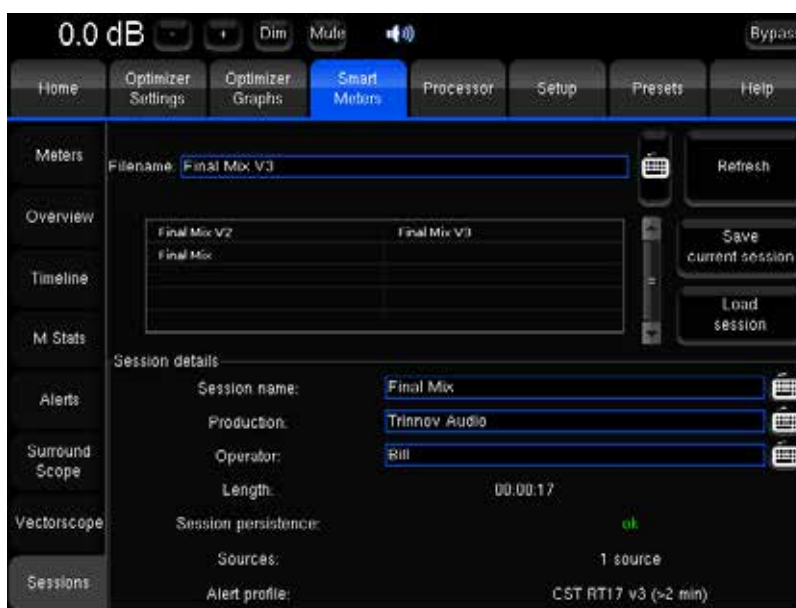 0.0 dB - + Dim Mute Bypass
Home Optimizer Settings Optimizer Graphs Smart Meters Processor Setup Presets Help
Meters
Filename: Final Mix V3
Refresh
Overview
Final Mix V2 Final Mix V3
Save current session
Final Mix
Timeline
Load session
M Stats
Session details
Session name: Final Mix
Alerts
Production: Trinnov Audio
Surround Scope
Operator: Bill
Length: 00:00:17
Vectorscope
Session persistence: ok
Sources: 1 source
Sessions
Alert profile: CST RT17 v3 (>2 min)